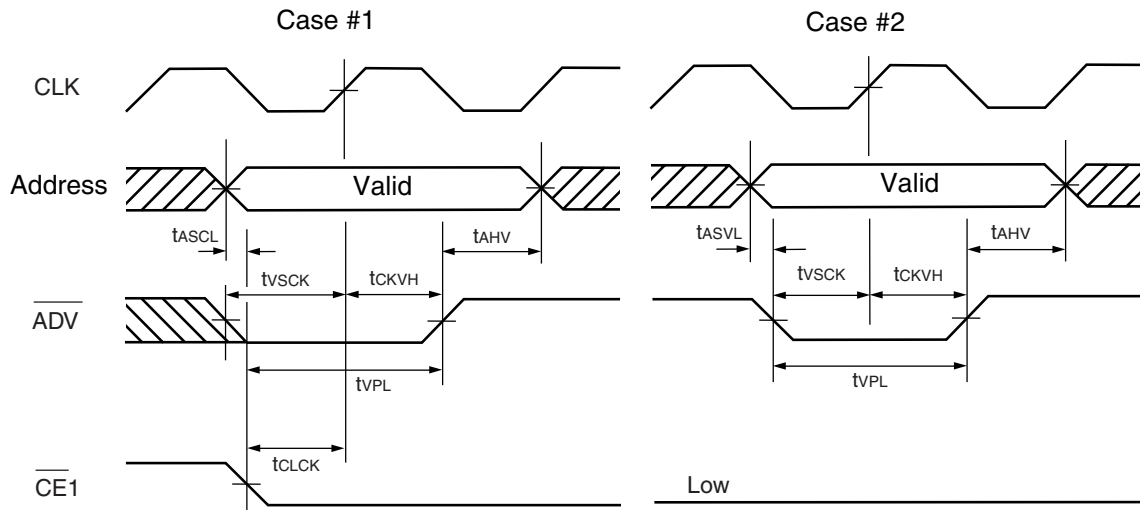 Case #1
Case #2
CLK
Address
Valid
Valid
tASCL
tAHV
tASVL
tAHV
tVSCK
tCKVH
tVSCK
tCKVH
ADV
tVPL
tVPL
tCLCK
CE1
Low